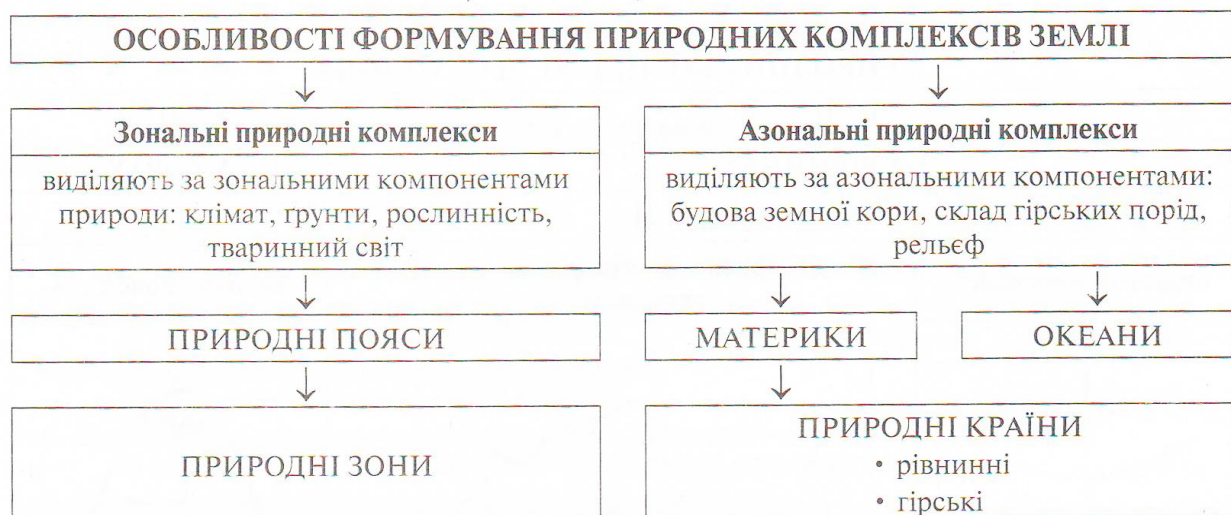 ОСОБЛИВОСТІ ФОРМУВАННЯ ПРИРОДНИХ КОМПЛЕКСІВ ЗЕМЛІ
Зональні природні комплекси
виділяють за зональними компонентами
природи: клімат, ґрунти, рослинність,
тваринний світ
ПРИРОДНІ ПОЯСИ
ПРИРОДНІ ЗОНИ
Азональні природні комплекси
виділяють за азональними компонентами:
будова земної кори, склад гірських порід,
рельєф
МАТЕРИКИ
ОКЕАНИ
ПРИРОДНІ КРАЇНИ
• рівнинні
• гірські